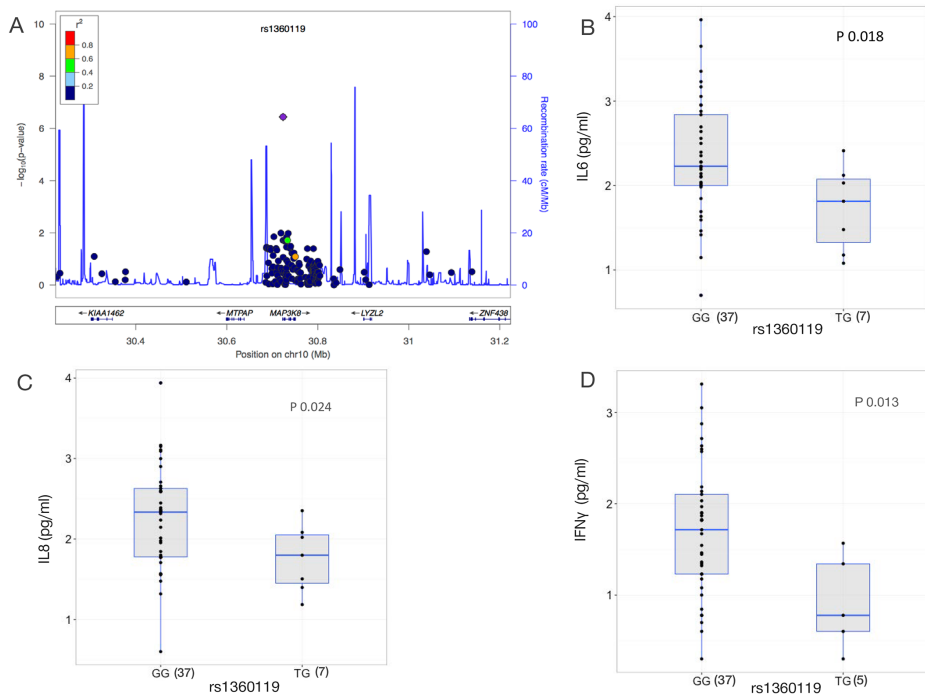 A
rs1360119
r²
0.8
0.6
0.4
0.2
10
8
6
4
2
0
−log₁₀(p-value)
100
80
60
40
20
0
Recombination rate (cM/Mb)
KIAA1462
MTPAP
MAP3K8
LYZL2
ZNF438
30.4
30.6
30.8
31
31.2
Position on chr10 (Mb)
B
P 0.018
4
3
2
1
IL6 (pg/ml)
GG (37)
TG (7)
rs1360119
C
P 0.024
4
3
2
1
IL8 (pg/ml)
GG (37)
TG (7)
rs1360119
D
P 0.013
3
2
1
IFNγ (pg/ml)
GG (37)
TG (5)
rs1360119